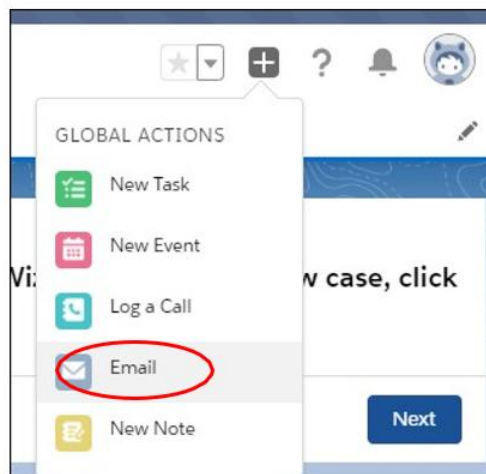 ?
GLOBAL ACTIONS
New Task
New Event
Log a Call
w case, click
Email
New Note
Next